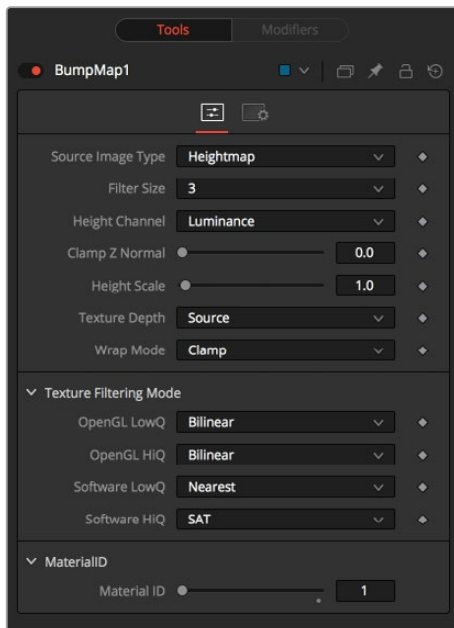 Tools Modifiers
BumpMap1
Source Image Type Heightmap
Filter Size 3
Height Channel Luminance
Clamp Z Normal 0.0
Height Scale 1.0
Texture Depth Source
Wrap Mode Clamp
Texture Filtering Mode
OpenGL LowQ Bilinear
OpenGL HiQ Bilinear
Software LowQ Nearest
Software HiQ SAT
MaterialID
Material ID 1